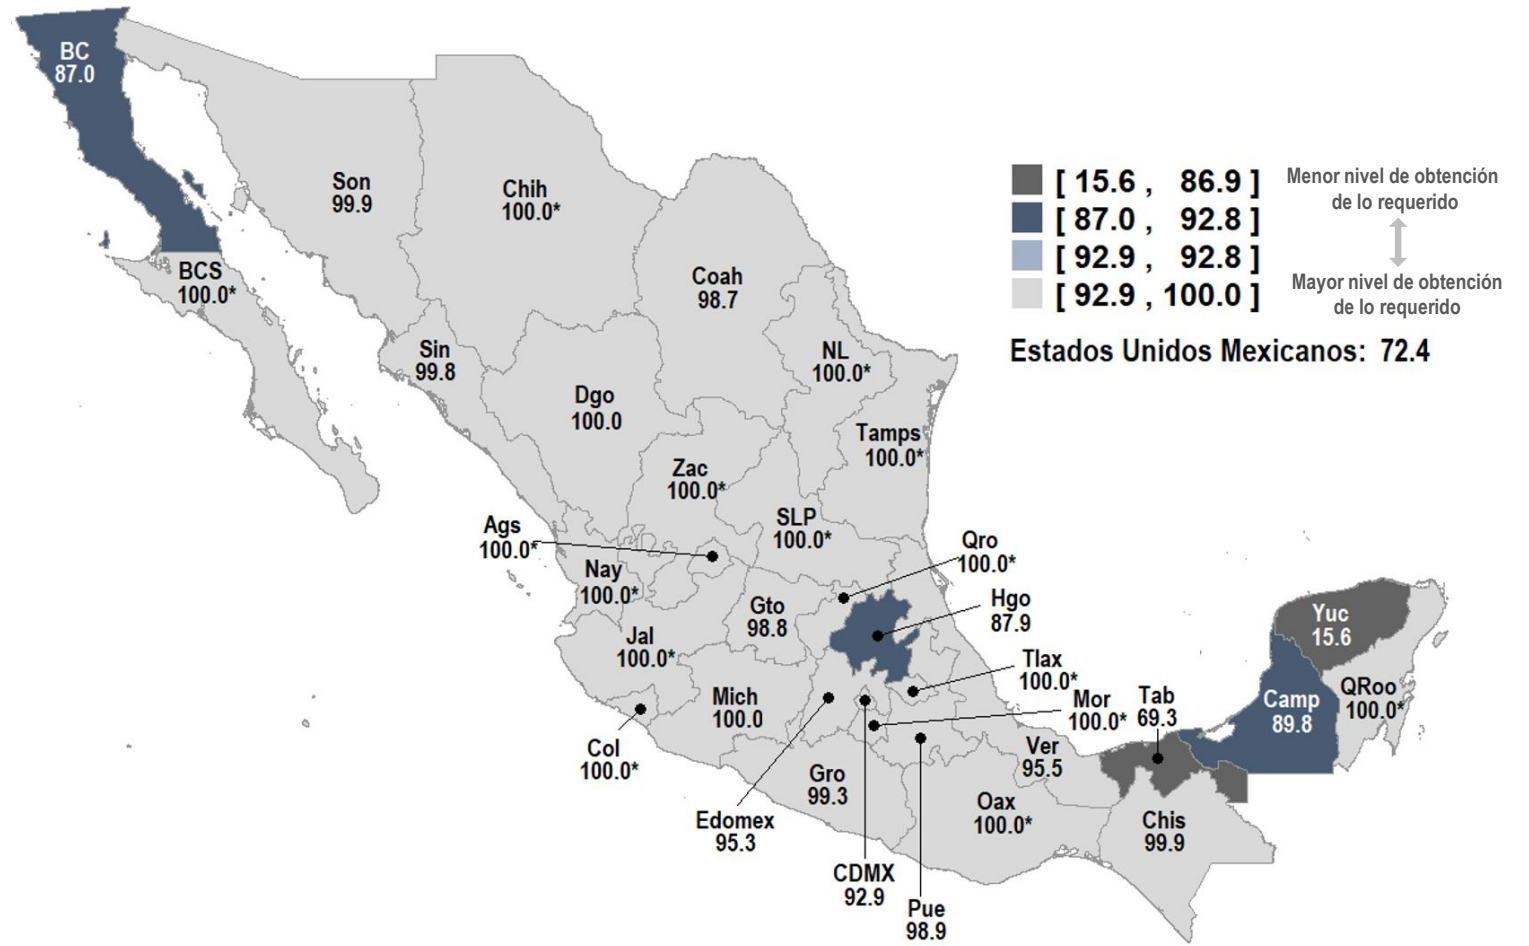 BC
87.0
Son
99.9
Chih
100.0*
[ 15.6 , 86.9 ]
[ 87.0 , 92.8 ]
[ 92.9 , 92.8 ]
[ 92.9 , 100.0 ]
Menor nivel de obtención
de lo requerido
Mayor nivel de obtención
de lo requerido
Estados Unidos Mexicanos: 72.4
BCS
100.0*
Coah
98.7
Sin
99.8
NL
100.0*
Dgo
100.0
Tamps
100.0*
Zac
100.0*
SLP
100.0*
Ags
100.0*
Qro
100.0*
Nay
100.0*
Gto
98.8
Hgo
87.9
Yuc
15.6
Jal
100.0*
Tlax
100.0*
Mich
100.0
Mor
100.0*
Tab
69.3
Camp
89.8
QRoo
100.0*
Col
100.0*
Ver
95.5
Gro
99.3
Edomex
95.3
Oax
100.0*
Chis
99.9
CDMX
92.9
Pue
98.9